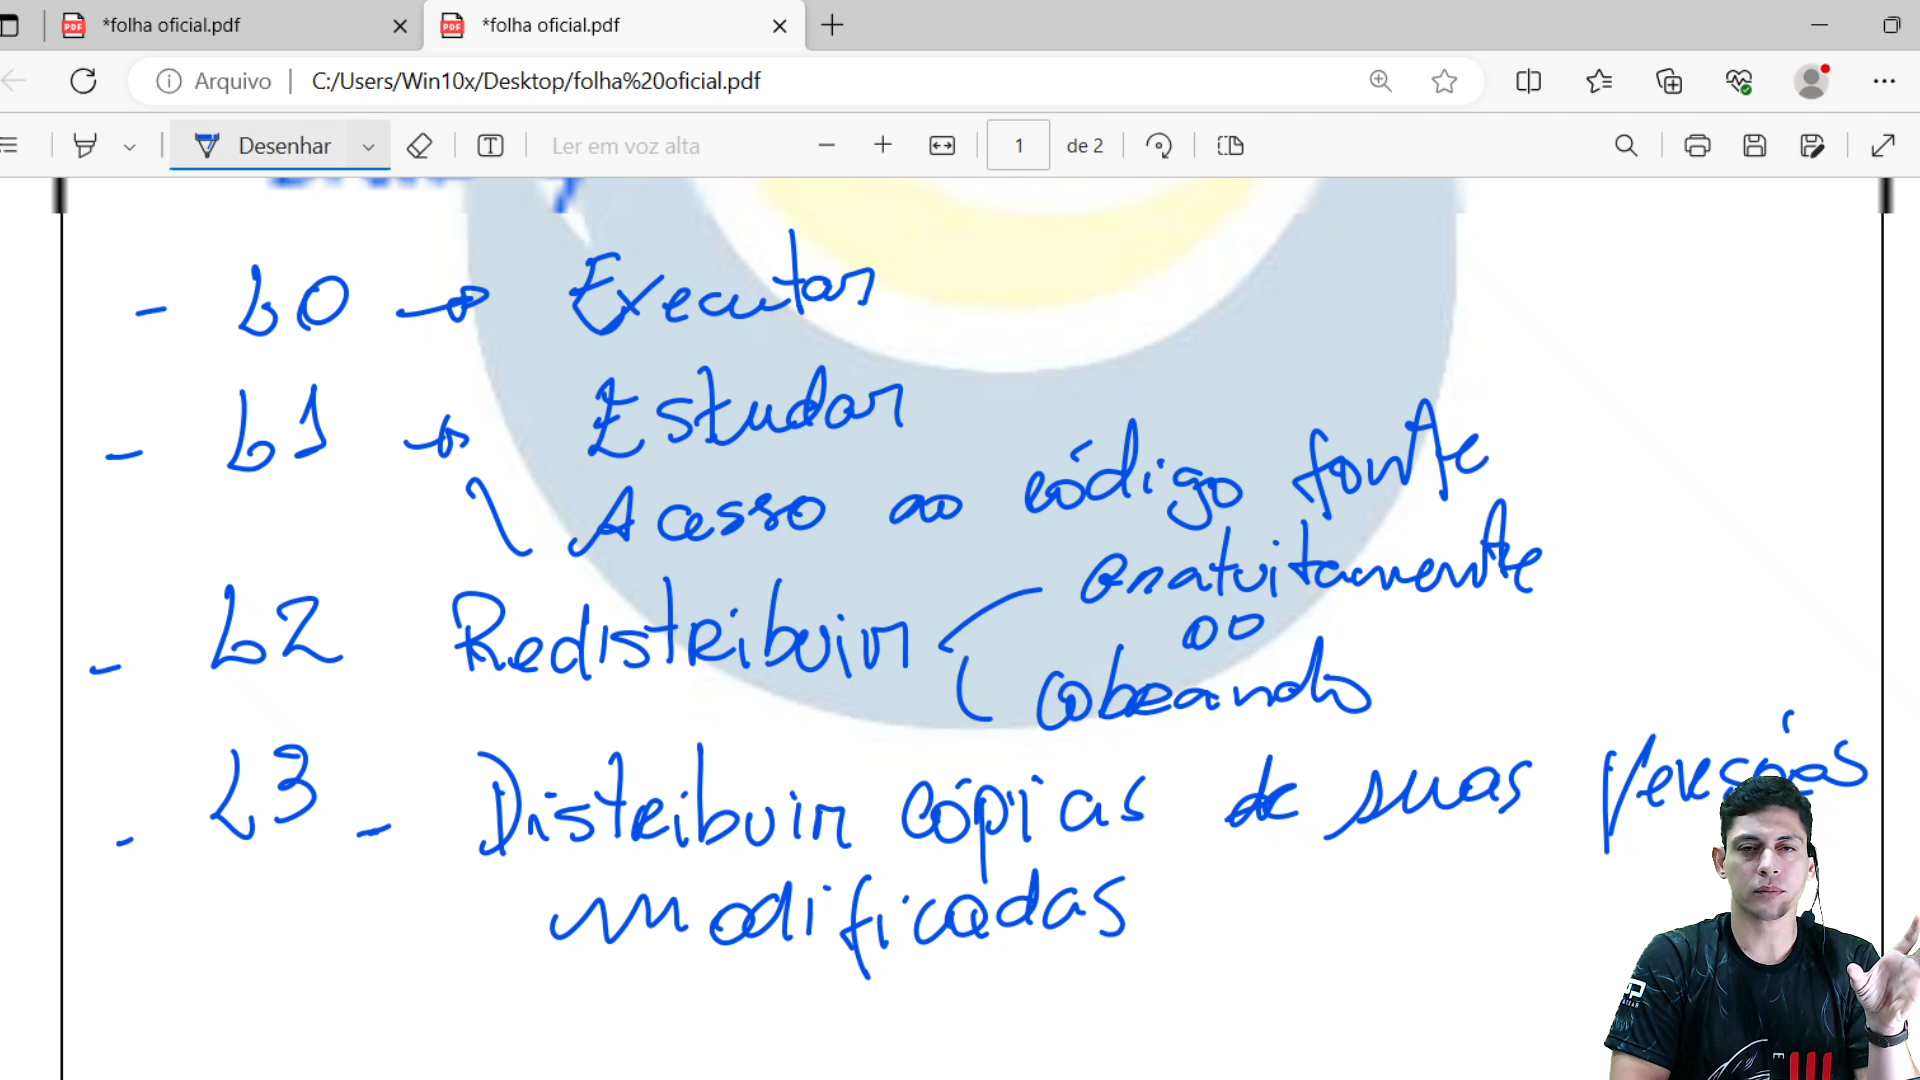 *folha oficial.pdf
*folha oficial.pdf
Arquivo
C:/Users/Win10x/Desktop/folha%20oficial.pdf
Desenhar
Ler em voz alta
1
de 2
- L0 → Executar
- L1 → Estudar
Acesso ao código fonte
- L2 Redistribuir
Gratuitamente
ou
Cobrando
- L3 - Distribuir cópias de suas versões
modificadas